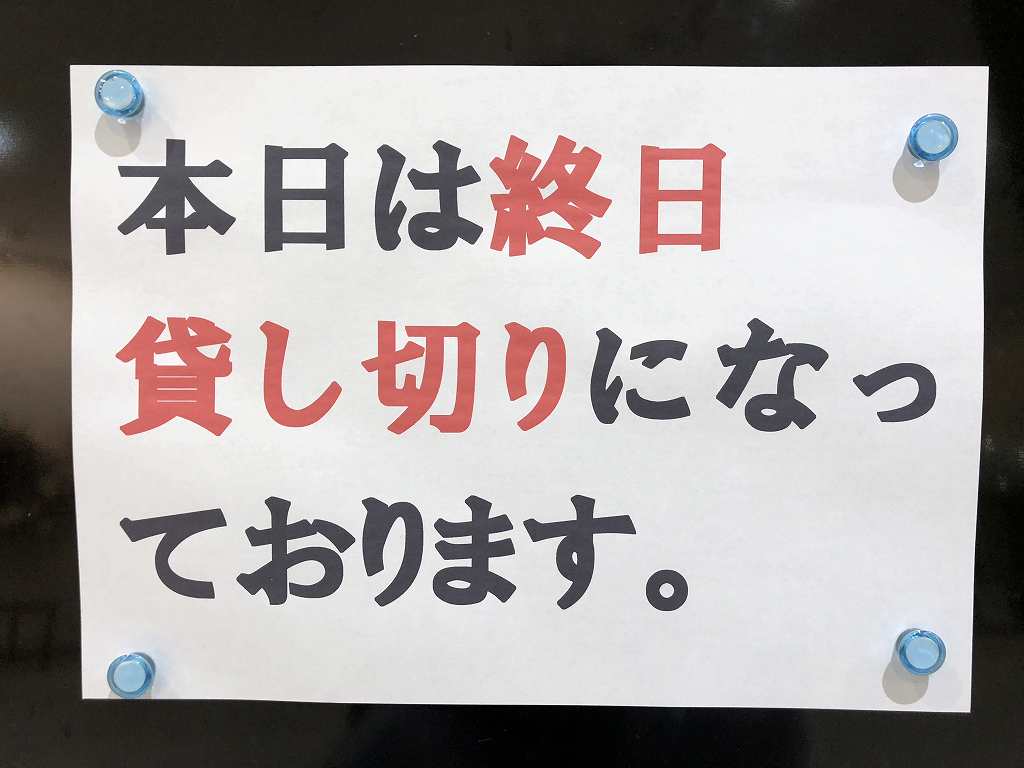 本日は終日
貸し切りになっ
ております。